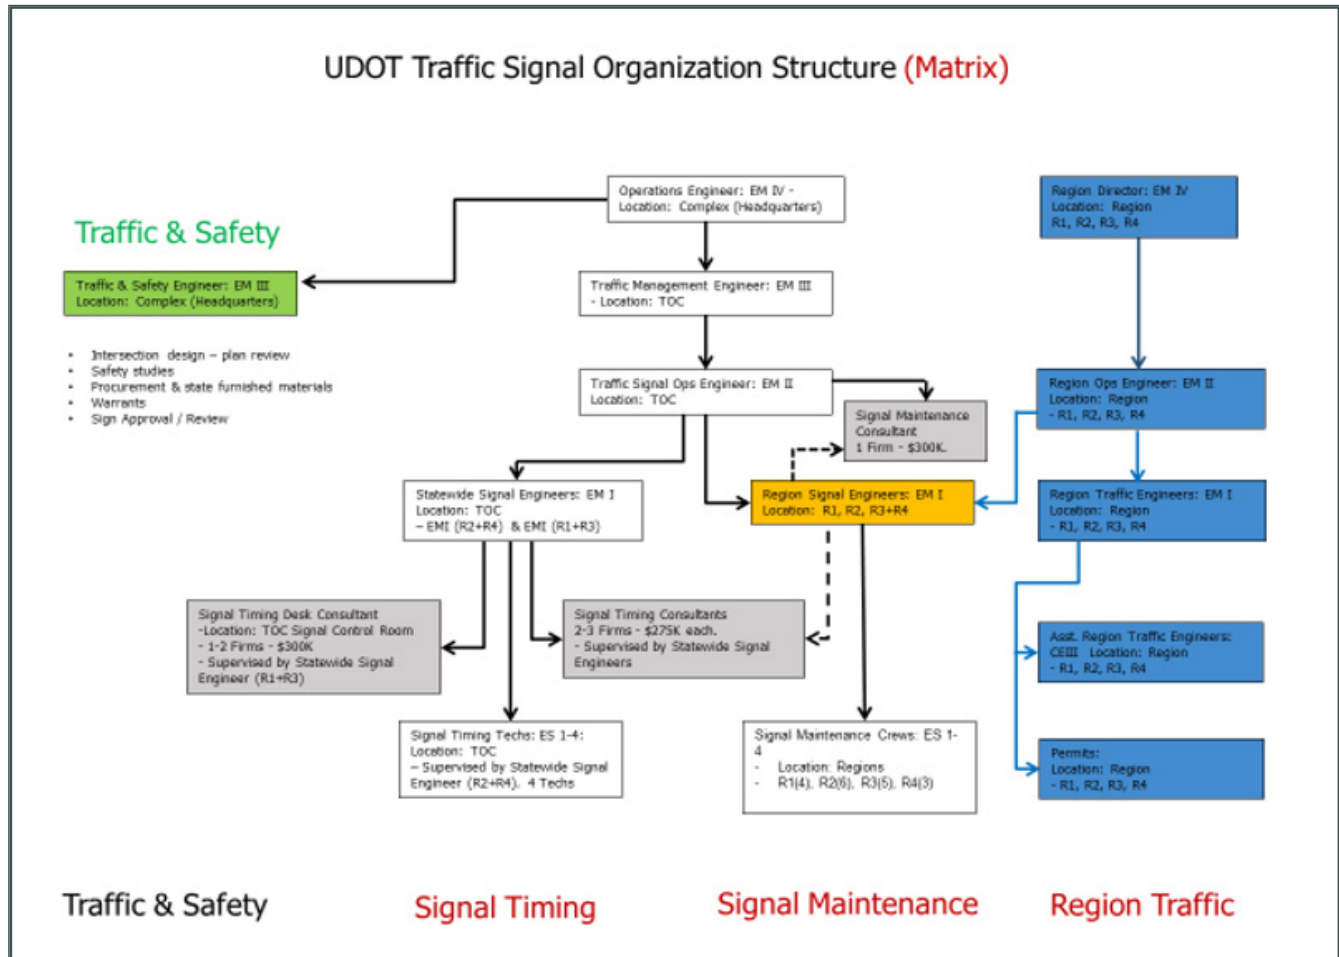 UDOT Traffic Signal Organization Structure (Matrix)
Operations Engineer: EM IV -
Location: Complex (Headquarters)
Region Director: EM IV
Location: Region
R1, R2, R3, R4
Traffic & Safety
Traffic & Safety Engineer: EM III
Location: Complex (Headquarters)
Traffic Management Engineer: EM III
- Location: TOC
• Intersection design – plan review
• Safety studies
• Procurement & state furnished materials
• Warrants
• Sign Approval / Review
Traffic Signal Ops Engineer: EM II
Location: TOC
Signal Maintenance
Consultant
1 Firm - $300K.
Region Ops Engineer: EM II
Location: Region
- R1, R2, R3, R4
Statewide Signal Engineers: EM I
Location: TOC
– EMI (R2+R4) & EMI (R1+R3)
Region Signal Engineers: EM I
Location: R1, R2, R3+R4
Region Traffic Engineers: EM I
Location: Region
- R1, R2, R3, R4
Signal Timing Desk Consultant
-Location: TOC Signal Control Room
- 1-2 Firms - $300K
- Supervised by Statewide Signal
Engineer (R1+R3)
Signal Timing Consultants
2-3 Firms - $275K each.
- Supervised by Statewide Signal
Engineers
Asst. Region Traffic Engineers:
CEIII Location: Region
- R1, R2, R3, R4
Signal Timing Techs: ES 1-4:
Location: TOC
– Supervised by Statewide Signal
Engineer (R2+R4). 4 Techs
Signal Maintenance Crews: ES 1-
4
- Location: Regions
- R1(4), R2(6), R3(5), R4(3)
Permits:
Location: Region
- R1, R2, R3, R4
Traffic & Safety
Signal Timing
Signal Maintenance
Region Traffic